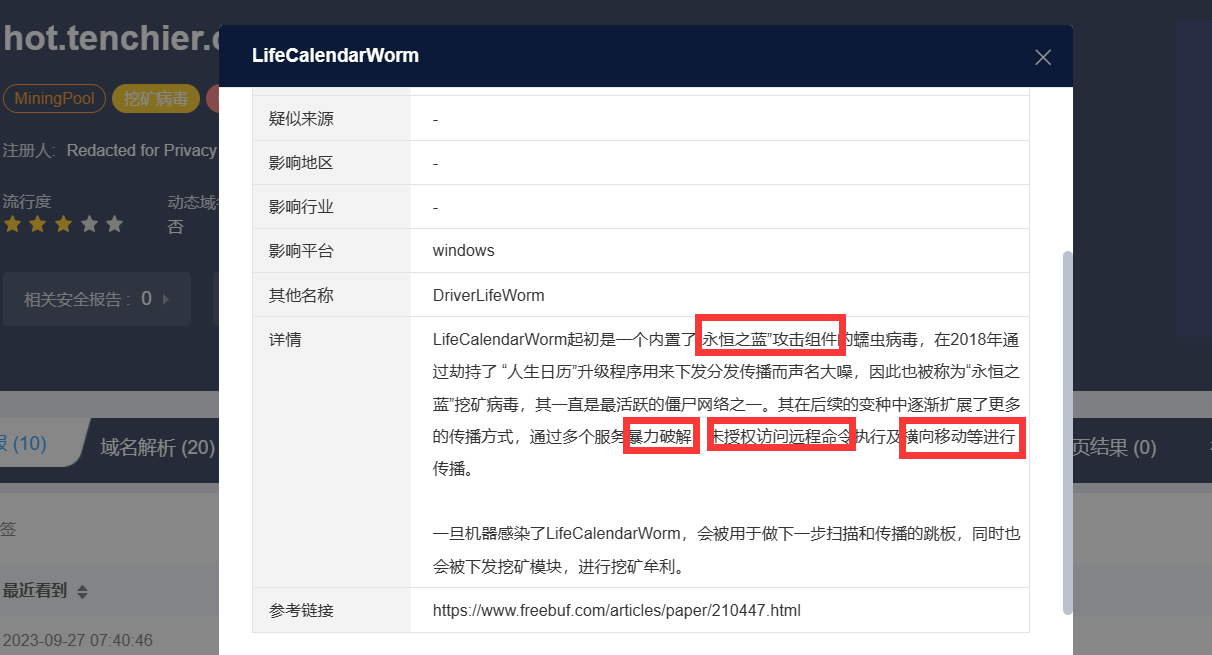 hot.tenchier.c
LifeCalendarWorm
MiningPool
挖矿病毒
注册人: Redacted for Privacy
流行度
动态域
否
相关安全报告: 0
疑似来源 -
影响地区 -
影响行业 -
影响平台 windows
其他名称 DriverLifeWorm
详情
LifeCalendarWorm起初是一个内置了“永恒之蓝”攻击组件的蠕虫病毒，在2018年通
过劫持了 “人生日历”升级程序用来下发分发传播而声名大噪，因此也被称为“永恒之
蓝”挖矿病毒，其一直是最活跃的僵尸网络之一。其在后续的变种中逐渐扩展了更多
的传播方式，通过多个服务暴力破解、未授权访问远程命令执行及横向移动等进行
传播。
一旦机器感染了LifeCalendarWorm，会被用于做下一步扫描和传播的跳板，同时也
会被下发挖矿模块，进行挖矿牟利。
参考链接 https://www.freebuf.com/articles/paper/210447.html
报 (10)
域名解析 (20)
页结果 (0)
签
最近看到
2023-09-27 07:40:46